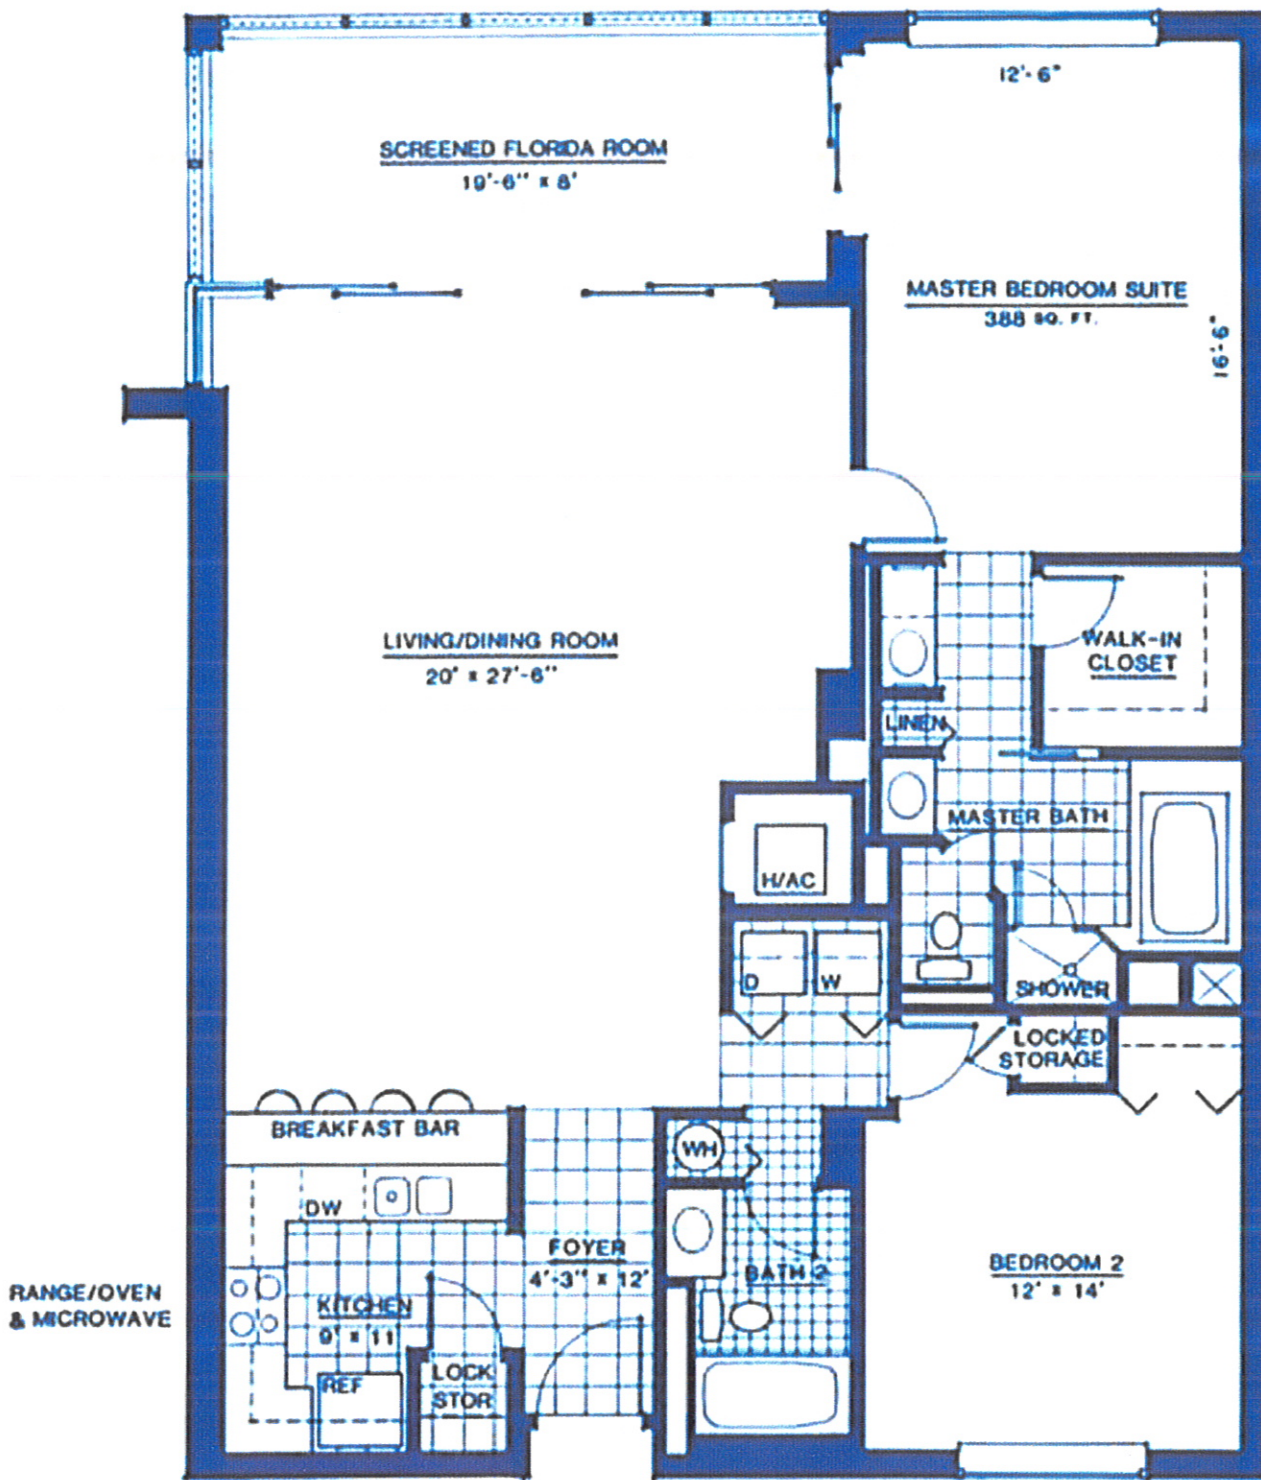 12'-6"
SCREENED FLORIDA ROOM
19'-6" x 8'
MASTER BEDROOM SUITE
388 SQ. FT.
16'-6"
LIVING/DINING ROOM
20' x 27'-6"
WALK-IN
CLOSET
LINEN
MASTER BATH
H/AC
D
W
SHOWER
LOCKED
STORAGE
BREAKFAST BAR
WH
DW
FOYER
4'-3" x 12'
BATH 2
BEDROOM 2
12' x 14'
RANGE/OVEN
& MICROWAVE
KITCHEN
9' x 11'
REF
LOCK
STOR